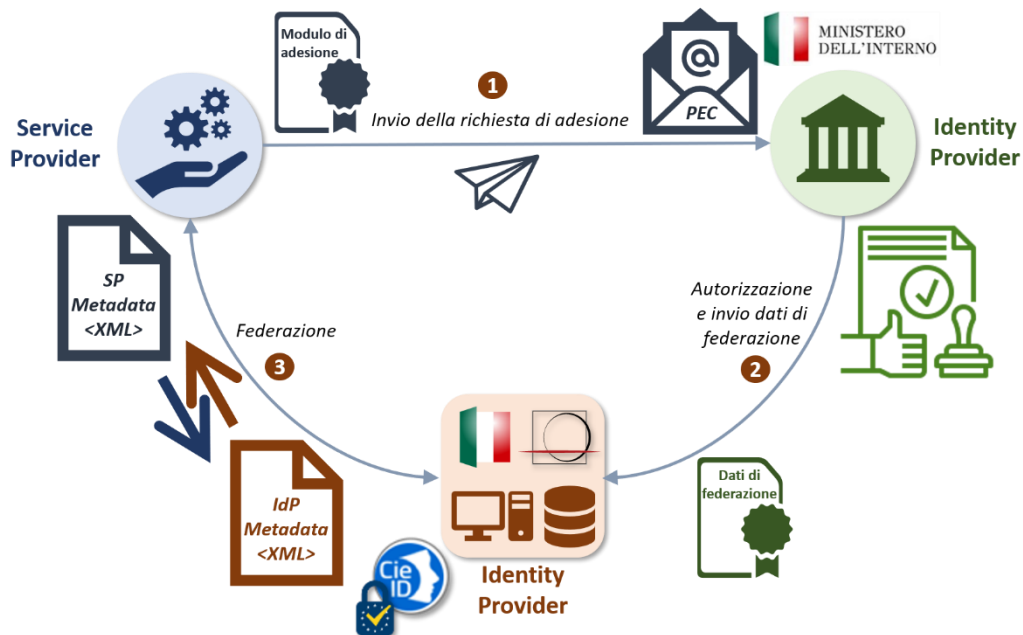 Modulo di
adesione
1
Invio della richiesta di adesione
@
PEC
MINISTERO
DELL'INTERNO
Service
Provider
Identity
Provider
SP
Metadata
<XML>
Federazione
3
Autorizzazione
e invio dati di
federazione
2
IdP
Metadata
<XML>
Dati di
federazione
Cie
ID
Identity
Provider